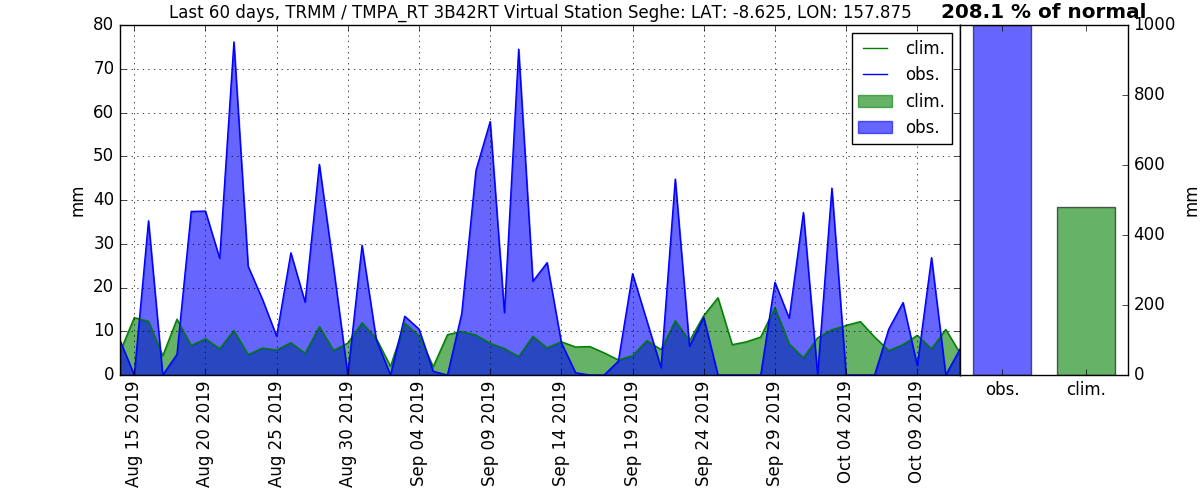 Last 60 days, TRMM / TMPA_RT 3B42RT Virtual Station Seghe: LAT: -8.625, LON: 157.875
208.1 % of normal
80
70
60
50
40
30
20
10
0
mm
clim.
obs.
clim.
obs.
1000
800
600
400
200
0
mm
obs.
clim.
Aug 15 2019
Aug 20 2019
Aug 25 2019
Aug 30 2019
Sep 04 2019
Sep 09 2019
Sep 14 2019
Sep 19 2019
Sep 24 2019
Sep 29 2019
Oct 04 2019
Oct 09 2019